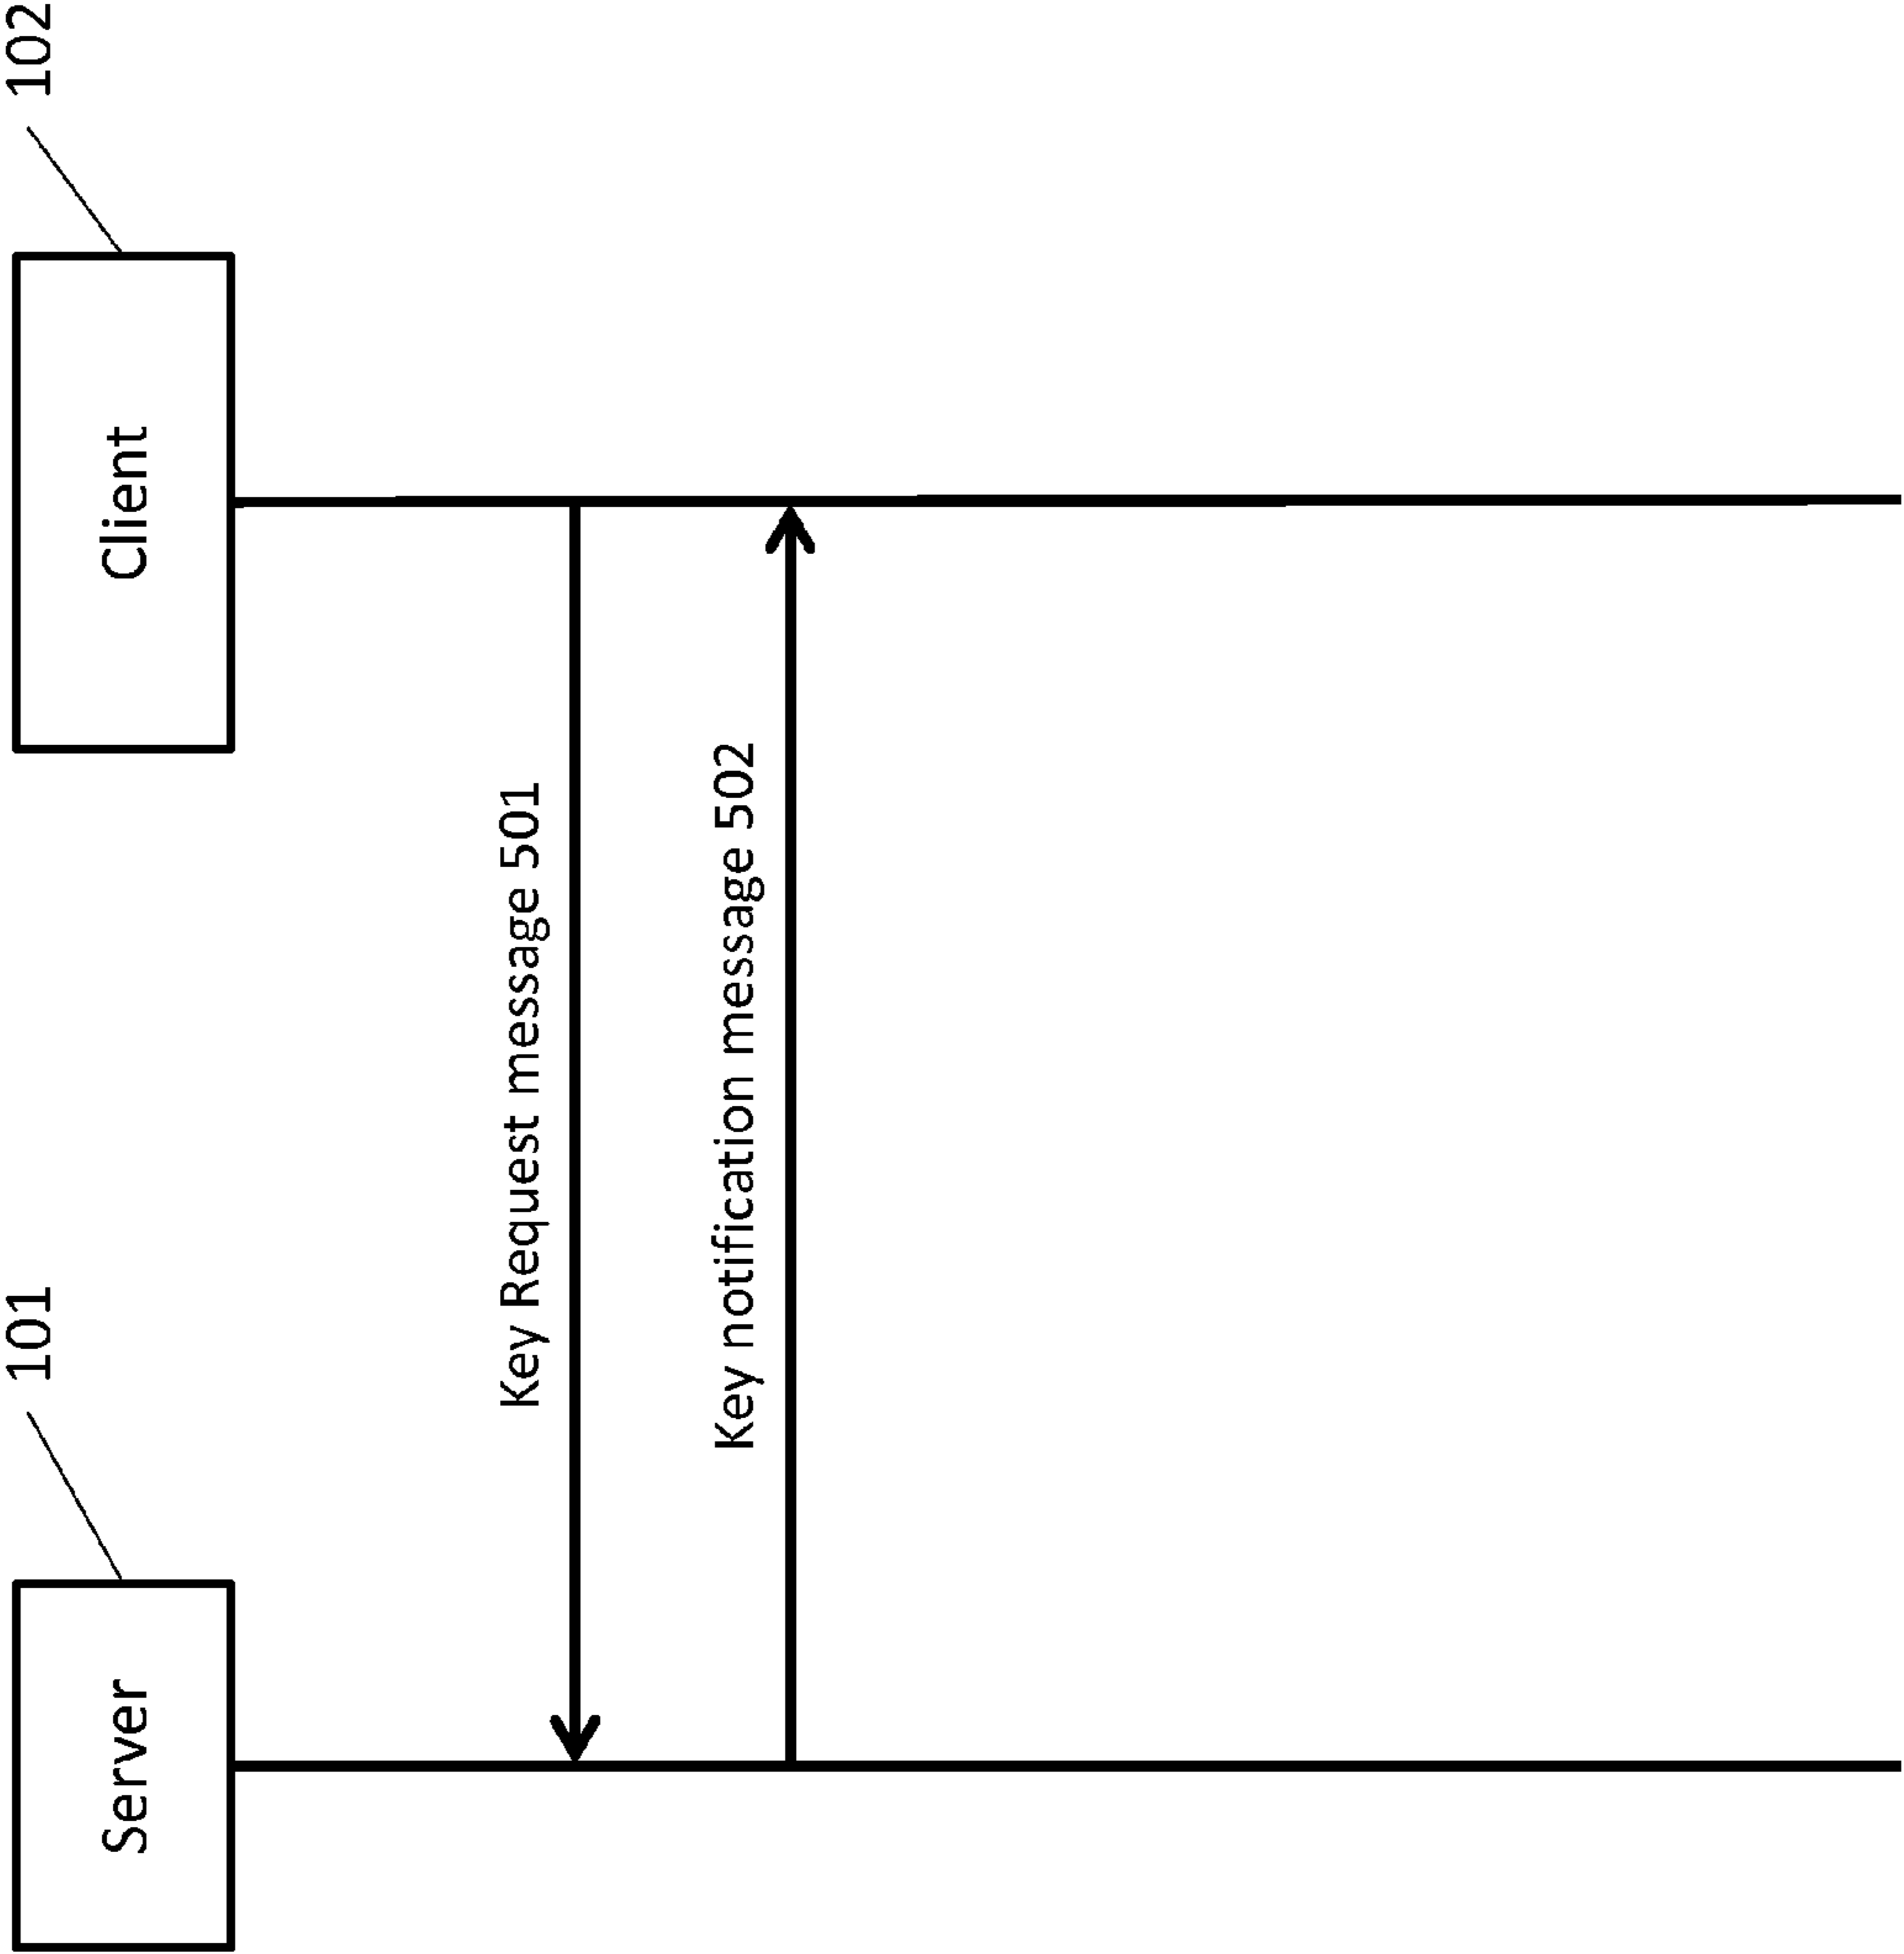 101
102
Server
Client
Key Request message 501
Key notification message 502